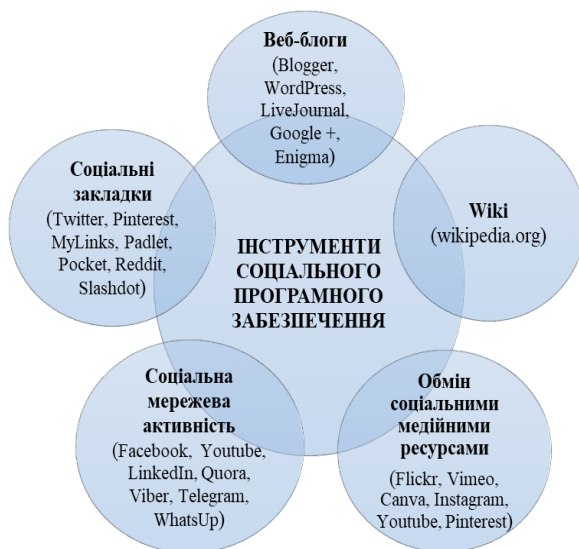 Веб-блоги
(Blogger,
WordPress,
LiveJournal,
Google +,
Enigma)
Соціальні
закладки
(Twitter, Pinterest,
MyLinks, Padlet,
Pocket, Reddit,
Slashdot)
Wiki
(wikipedia.org)
ІНСТРУМЕНТИ
СОЦІАЛЬНОГО
ПРОГРАМНОГО
ЗАБЕЗПЕЧЕННЯ
Соціальна
мережева
активність
(Facebook, Youtube,
LinkedIn, Quora,
Viber, Telegram,
WhatsUp)
Обмін
соціальними
медійними
ресурсами
(Flickr, Vimeo,
Canva, Instagram,
Youtube, Pinterest)